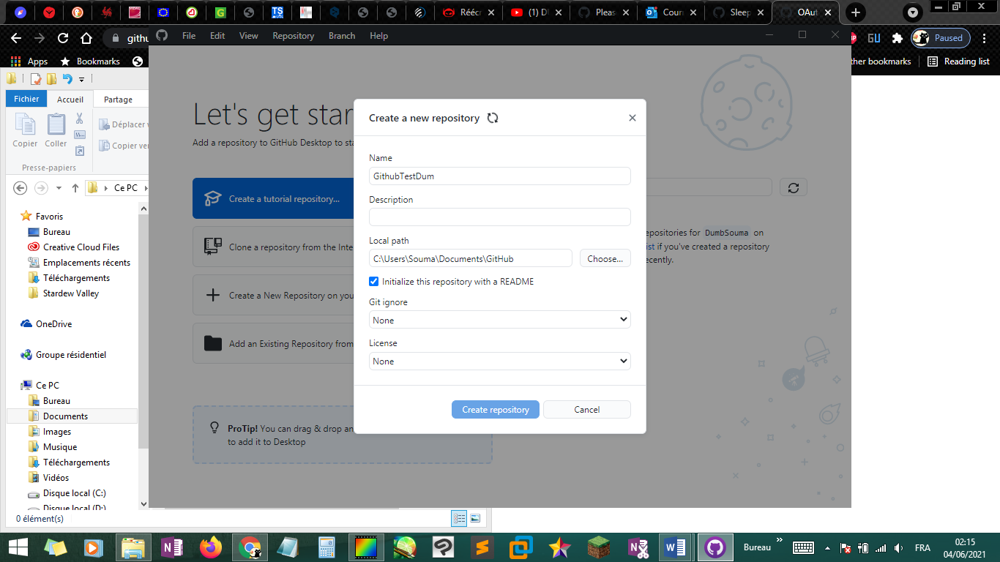 Réécr
(1) D
Pleas
Cour
Sleep
OAut
githu
Paused
Apps
Bookmarks
ther bookmarks
Reading list
File
Edit
View
Repository
Branch
Help
Fichier
Accueil
Partage
Copier
Coller
Déplacer v
Copier ver
Presse-papiers
Ce PC
Favoris
Bureau
Creative Cloud Files
Emplacements récents
Téléchargements
Stardew Valley
OneDrive
Groupe résidentiel
Ce PC
Bureau
Documents
Images
Musique
Téléchargements
Vidéos
Disque local (C:)
Disque local (D:)
0 élément(s)
Let's get star
Add a repository to GitHub Desktop to sta
Create a tutorial repository...
Clone a repository from the Inte
Create a New Repository on you
Add an Existing Repository from
ProTip! You can drag & drop an
to add it to Desktop
epositories for DumbSouma on
ist if you've created a repository
ecently.
Create a new repository
Name
GithubTestDum
Description
Local path
C:\Users\Souma\Documents\GitHub
Choose...
Initialize this repository with a README
Git ignore
None
License
None
Create repository
Cancel
Bureau
FRA
02:15
04/06/2021